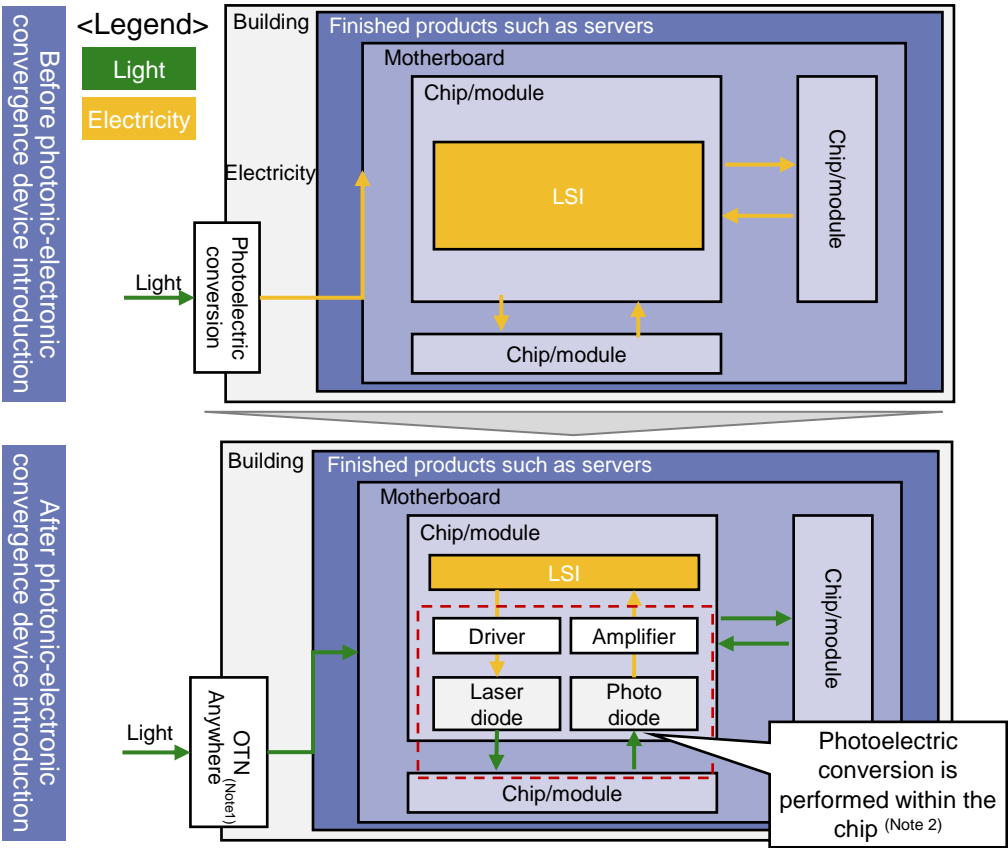 Before photonic-electronic
convergence device introduction
<Legend>
Light
Electricity
Building
Finished products such as servers
Motherboard
Chip/module
LSI
Chip/module
Chip/module
Electricity
Light
Photoelectric
conversion
After photonic-electronic
convergence device introduction
Building
Finished products such as servers
Motherboard
Chip/module
LSI
Driver
Amplifier
Laser
diode
Photo
diode
Chip/module
Chip/module
Light
OTN
Anywhere (Note1)
Photoelectric
conversion is
performed within the
chip (Note 2)